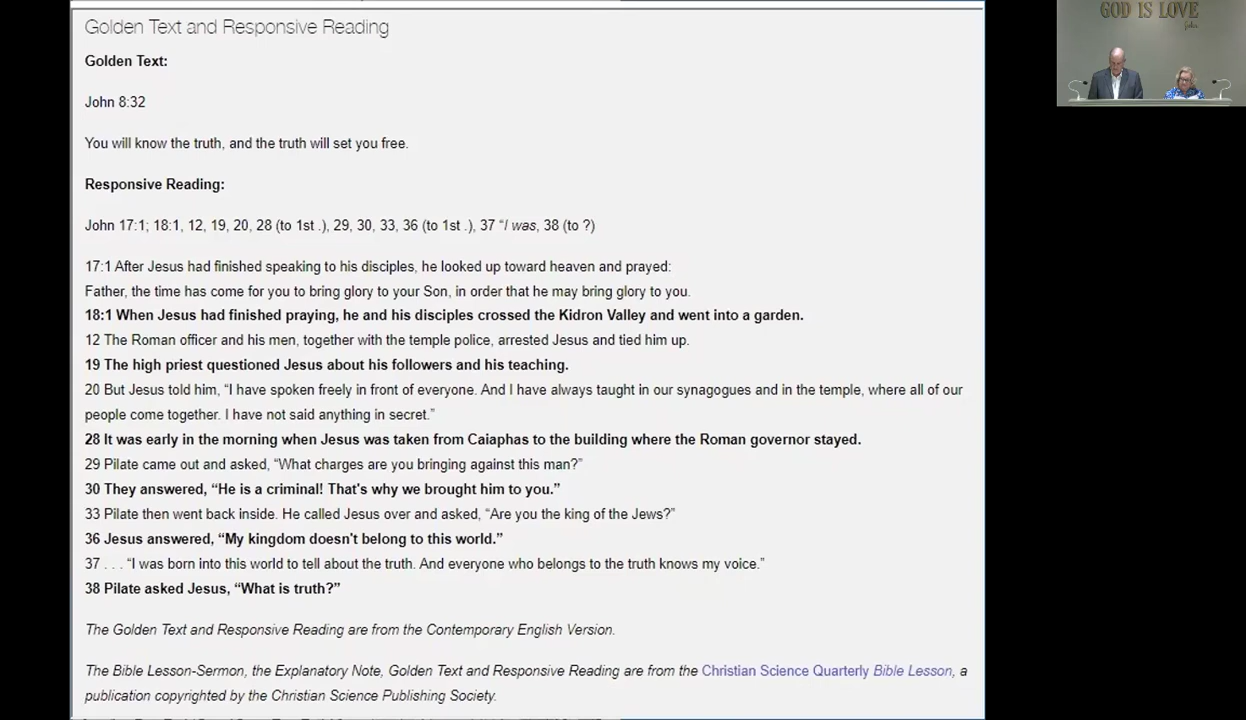 Golden Text and Responsive Reading
Golden Text:
John 8:32
You will know the truth, and the truth will set you free.
Responsive Reading:
John 17:1; 18:1, 12, 19, 20, 28 (to 1st .), 29, 30, 33, 36 (to 1st .), 37 “I was, 38 (to ?)
17:1 After Jesus had finished speaking to his disciples, he looked up toward heaven and prayed:
Father, the time has come for you to bring glory to your Son, in order that he may bring glory to you.
18:1 When Jesus had finished praying, he and his disciples crossed the Kidron Valley and went into a garden.
12 The Roman officer and his men, together with the temple police, arrested Jesus and tied him up.
19 The high priest questioned Jesus about his followers and his teaching.
20 But Jesus told him, “I have spoken freely in front of everyone. And I have always taught in our synagogues and in the temple, where all of our
people come together. I have not said anything in secret.”
28 It was early in the morning when Jesus was taken from Caiaphas to the building where the Roman governor stayed.
29 Pilate came out and asked, “What charges are you bringing against this man?”
30 They answered, “He is a criminal! That's why we brought him to you.”
33 Pilate then went back inside. He called Jesus over and asked, “Are you the king of the Jews?”
36 Jesus answered, “My kingdom doesn't belong to this world.”
37 . . . “I was born into this world to tell about the truth. And everyone who belongs to the truth knows my voice.”
38 Pilate asked Jesus, “What is truth?”
The Golden Text and Responsive Reading are from the Contemporary English Version.
The Bible Lesson-Sermon, the Explanatory Note, Golden Text and Responsive Reading are from the Christian Science Quarterly Bible Lesson, a
publication copyrighted by the Christian Science Publishing Society.
GOD IS LOVE